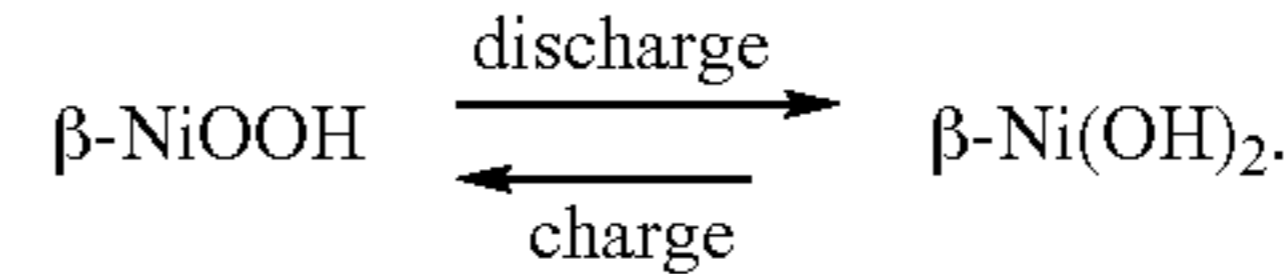 discharge
β-NiOOH β-Ni(OH)₂.
charge